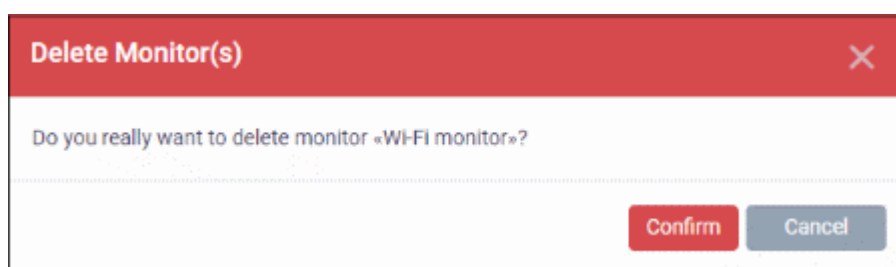 Delete Monitor(s)
Do you really want to delete monitor «Wi-Fi monitor»?
Confirm Cancel